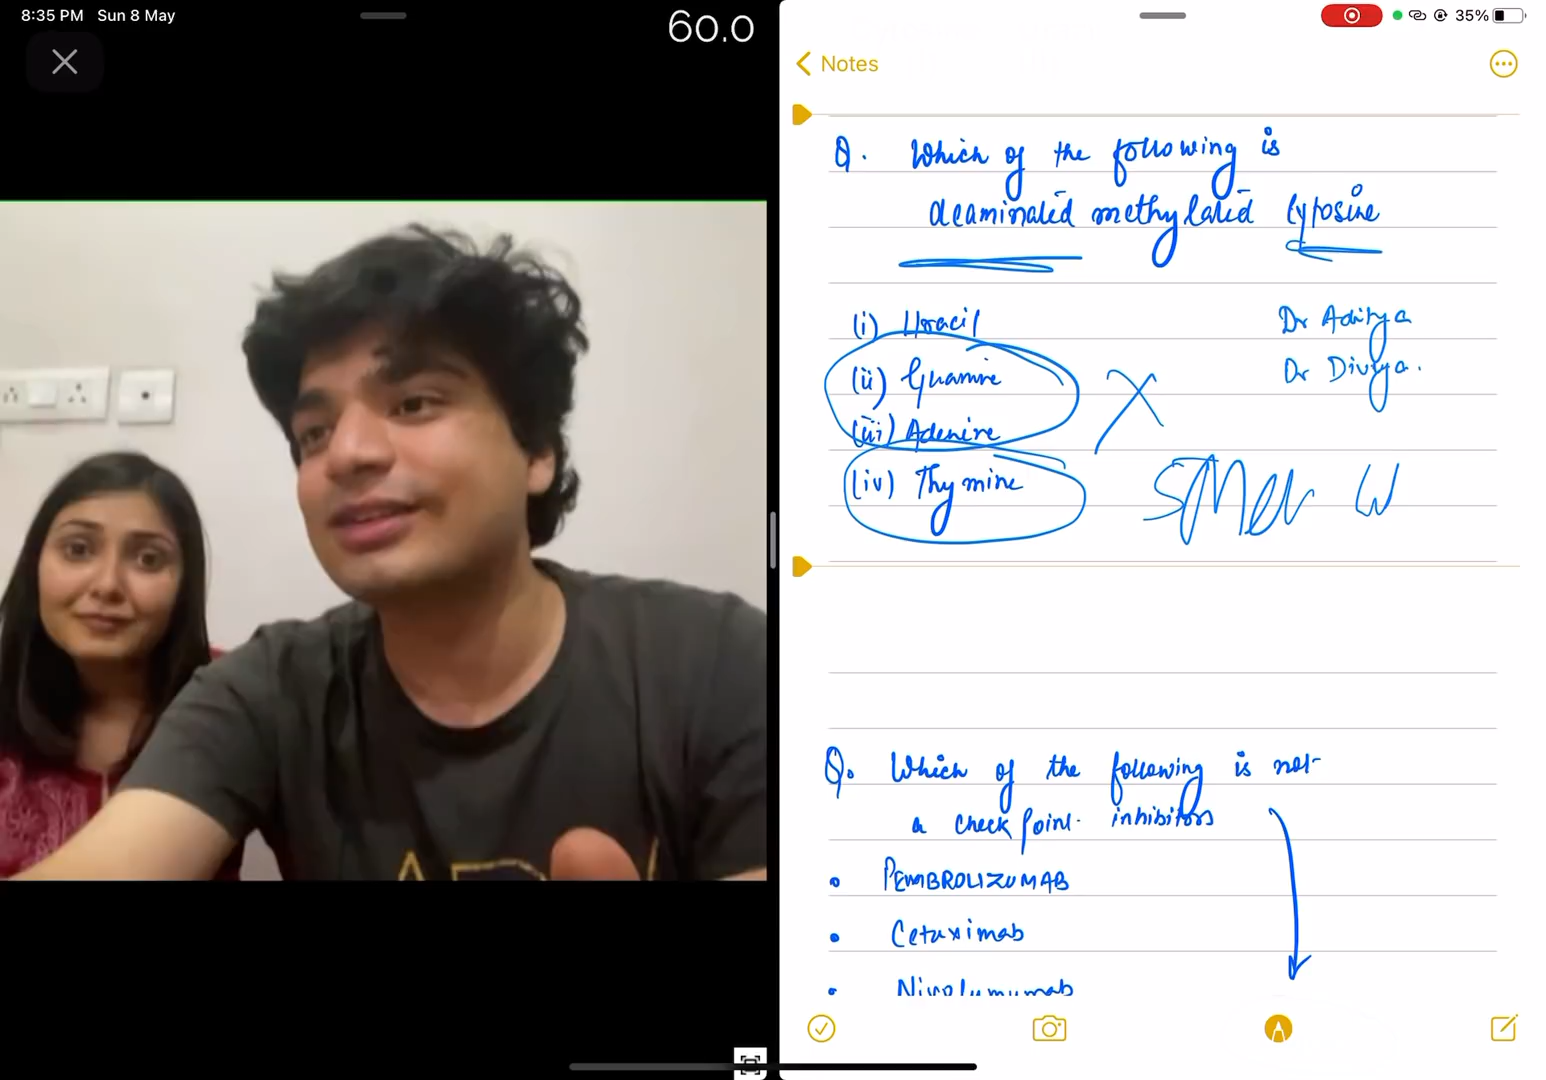 8:35 PM Sun 8 May
60.0
35%
Notes
Q. Which of the following is
deaminated methylated Cyposine
(i) Uracil
Dr Aditya
(ii) Guanine
Dr Divya.
(iii) Adenine
(iv) Thymine
Q. Which of the following is not
a check point inhibitors
• PEMBROLIZUMAB
• Cetuximab
• Nivolumumab